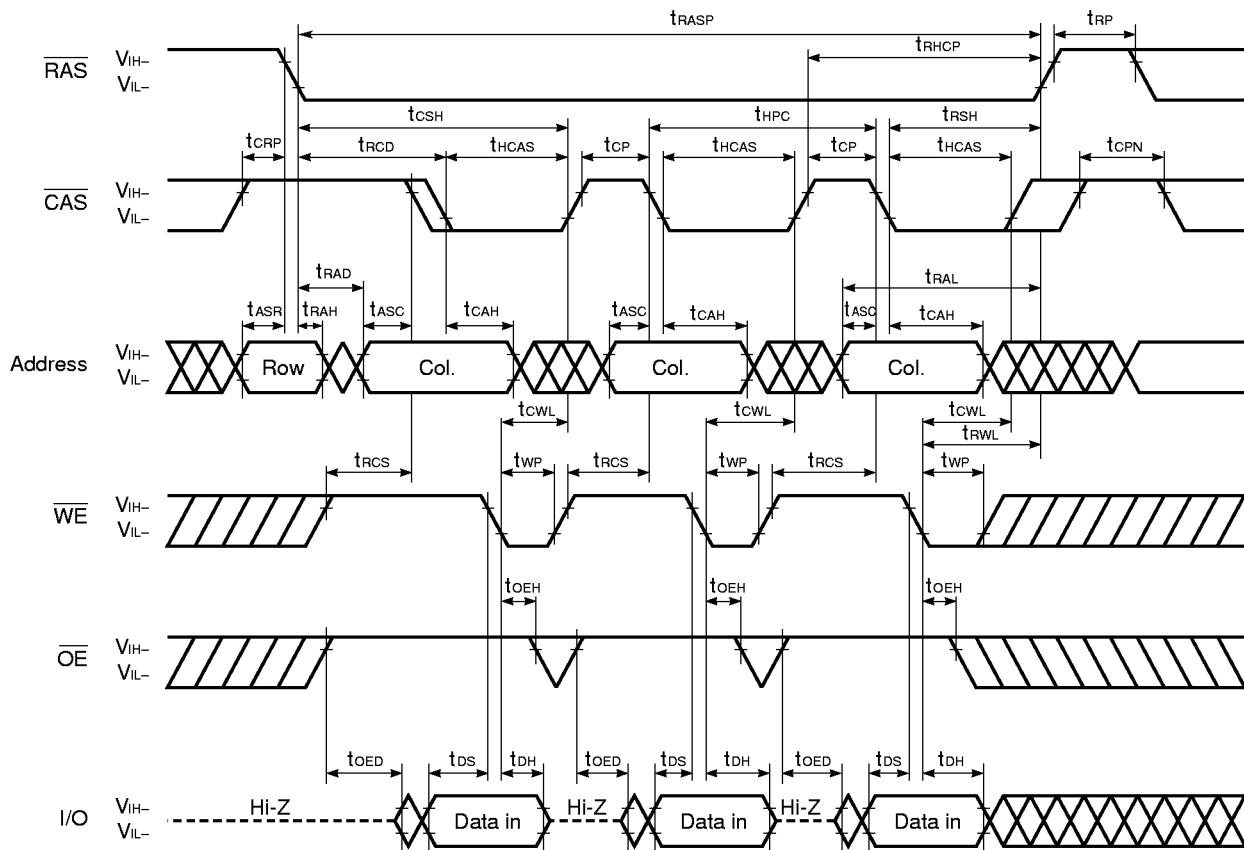 tRASP tRP
tRHCP
RAS VIH–
VIL–
tCSH tHPC tRSH
tCRP tRCD tHCAS tCP tHCAS tCP tHCAS tCPN
CAS VIH–
VIL–
tRAD tRAL
tASR tRAH tASC tCAH tASC tCAH tASC tCAH
Address VIH–
VIL–
Row Col. Col. Col.
tCWL tCWL tCWL
tRWL
tRCS tWP tRCS tWP tRCS tWP
WE VIH–
VIL–
tOEH tOEH tOEH
OE VIH–
VIL–
tOED tDS tDH tOED tDS tDH tOED tDS tDH
I/O VIH–
VIL–
Hi-Z Data in Hi-Z Data in Hi-Z Data in